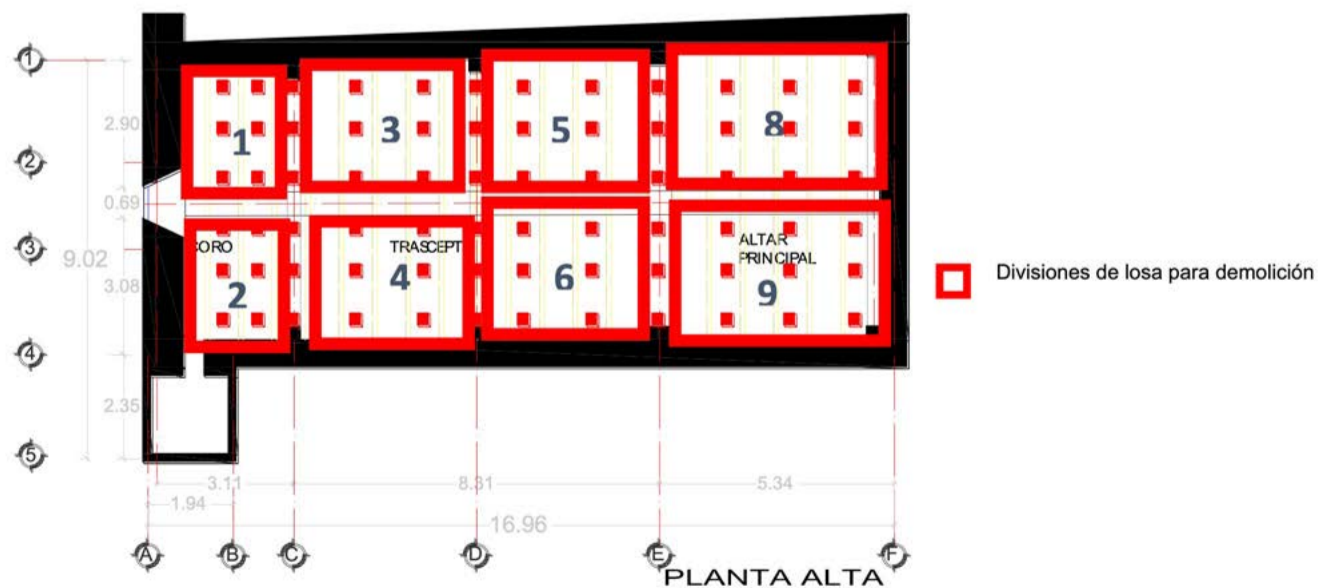 1
2
3
4
5
2.90
0.69
9.02
3.08
2.35
1
3
5
8
CORO
TRASCEPT
ALTAR
PRINCIPAL
2
4
6
9
Divisiones de losa para demolición
3.11
8.31
5.34
1.94
16.96
A
B
C
D
E
F
PLANTA ALTA